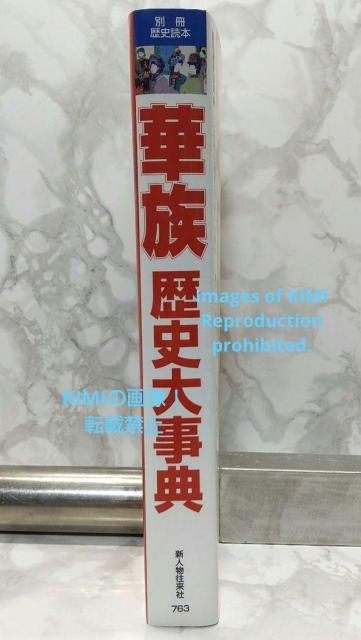 別冊
歴史読本
華族
歴史大事典
新人物往来社
763
Images of KIMI
Reproduction
prohibited.
KIMIの画像
転載禁止